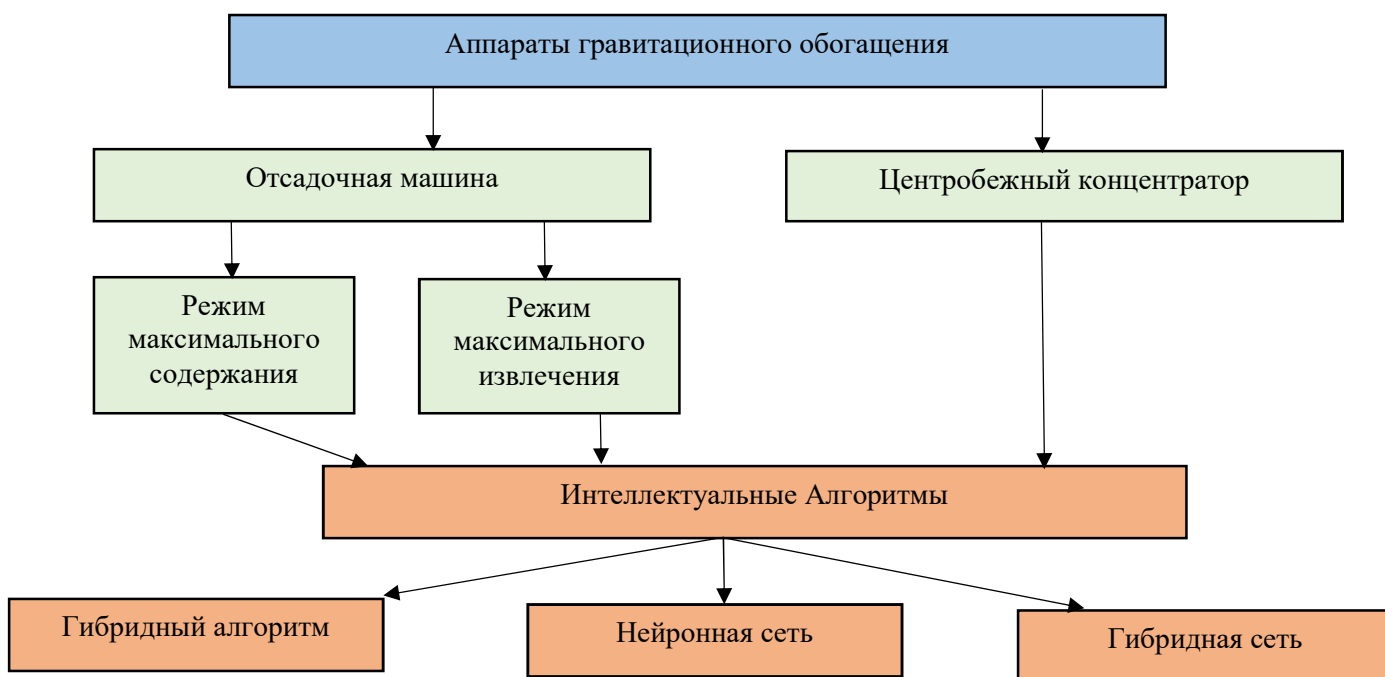 Аппараты гравитационного обогащения
Отсадочная машина
Центробежный концентратор
Режим
максимального
содержания
Режим
максимального
извлечения
Интеллектуальные Алгоритмы
Гибридный алгоритм
Нейронная сеть
Гибридная сеть